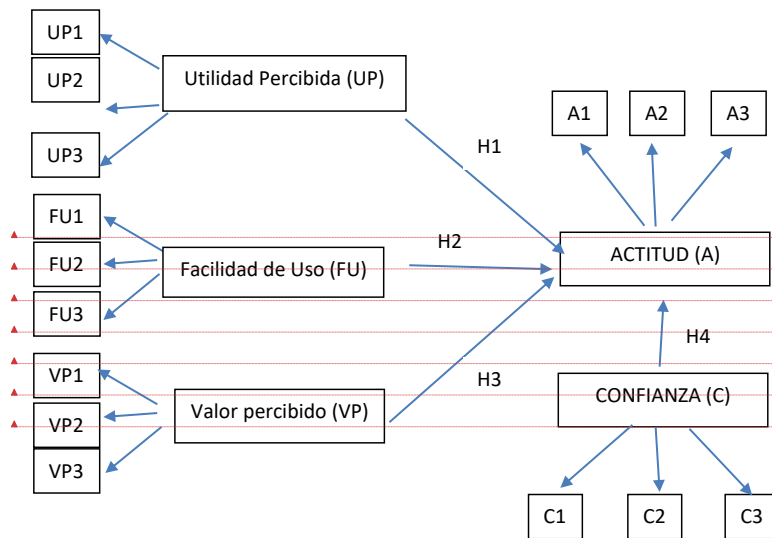 UP1
UP2
UP3
Utilidad Percibida (UP)
A1
A2
A3
H1
FU1
FU2
FU3
Facilidad de Uso (FU)
H2
ACTITUD (A)
H4
VP1
VP2
VP3
Valor percibido (VP)
H3
CONFIANZA (C)
C1
C2
C3